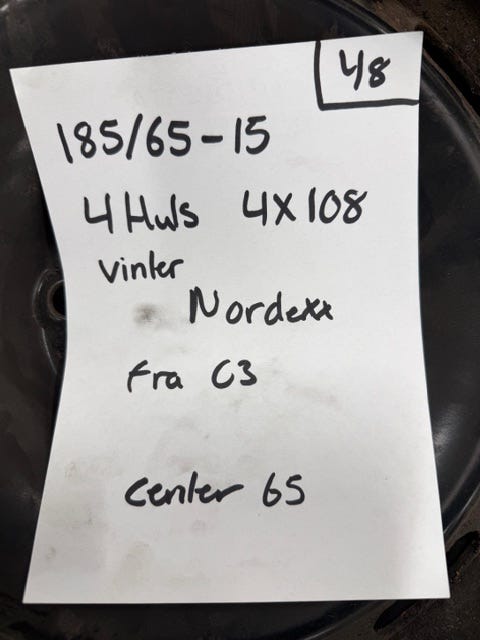 48
185/65-15
4 Huls 4X108
Vinter
Nordexx
Fra C3
Center 65